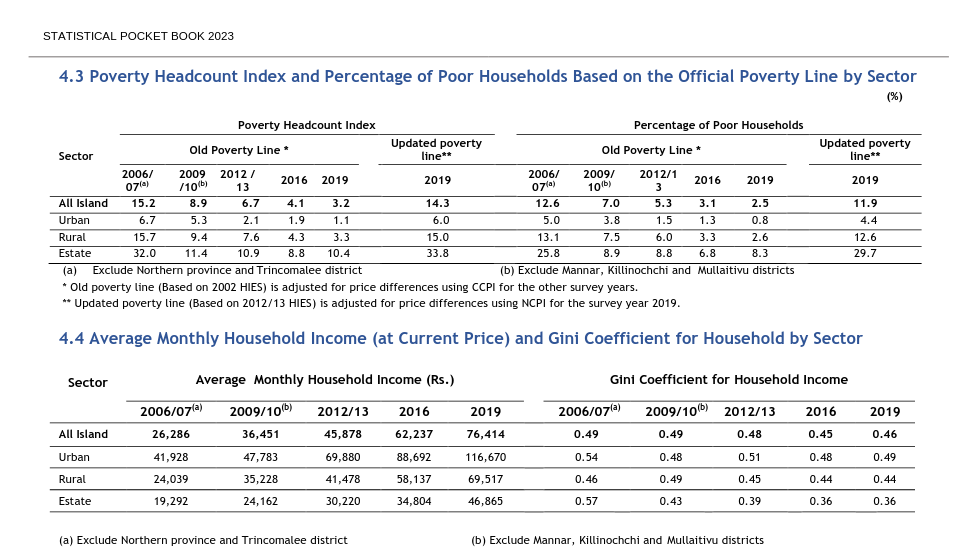 STATISTICAL POCKET BOOK 2023
4.3 Poverty Headcount Index and Percentage of Poor Households Based on the Official Poverty Line by Sector
(%)
Sector Poverty Headcount Index Percentage of Poor Households
Old Poverty Line * Updated poverty line** Old Poverty Line * Updated poverty line**
2006/07(a) 2009/10(b) 2012 /13 2016 2019 2019 2006/07(a) 2009/10(b) 2012/13 2016 2019 2019
All Island 15.2 8.9 6.7 4.1 3.2 14.3 12.6 7.0 5.3 3.1 2.5 11.9
Urban 6.7 5.3 2.1 1.9 1.1 6.0 5.0 3.8 1.5 1.3 0.8 4.4
Rural 15.7 9.4 7.6 4.3 3.3 15.0 13.1 7.5 6.0 3.3 2.6 12.6
Estate 32.0 11.4 10.9 8.8 10.4 33.8 25.8 8.9 8.8 6.8 8.3 29.7
(a) Exclude Northern province and Trincomalee district (b) Exclude Mannar, Killinochchi and Mullaitivu districts
* Old poverty line (Based on 2002 HIES) is adjusted for price differences using CCPI for the other survey years.
** Updated poverty line (Based on 2012/13 HIES) is adjusted for price differences using NCPI for the survey year 2019.
4.4 Average Monthly Household Income (at Current Price) and Gini Coefficient for Household by Sector
Sector Average Monthly Household Income (Rs.) Gini Coefficient for Household Income
2006/07(a) 2009/10(b) 2012/13 2016 2019 2006/07(a) 2009/10(b) 2012/13 2016 2019
All Island 26,286 36,451 45,878 62,237 76,414 0.49 0.49 0.48 0.45 0.46
Urban 41,928 47,783 69,880 88,692 116,670 0.54 0.48 0.51 0.48 0.49
Rural 24,039 35,228 41,478 58,137 69,517 0.46 0.49 0.45 0.44 0.44
Estate 19,292 24,162 30,220 34,804 46,865 0.57 0.43 0.39 0.36 0.36
(a) Exclude Northern province and Trincomalee district (b) Exclude Mannar, Killinochchi and Mullaitivu districts